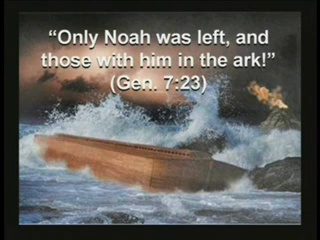 “Only Noah was left, and
those with him in the ark!”
(Gen. 7:23)